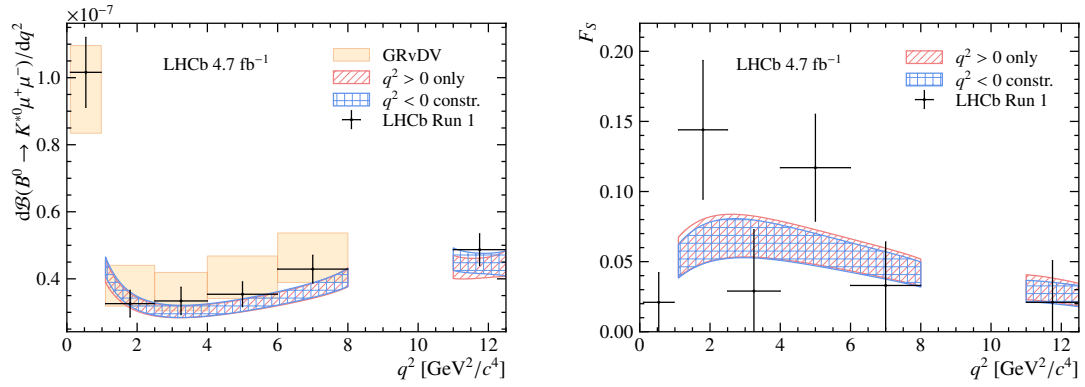 ×10⁻⁷
d𝓑(B⁰ → K*⁰μ⁺μ⁻)/dq²
1.0
0.8
0.6
0.4
LHCb 4.7 fb⁻¹
GRvDV
q² > 0 only
q² < 0 constr.
LHCb Run 1
0 2 4 6 8 10 12
q² [GeV²/c⁴]
F_S
0.20
0.15
0.10
0.05
0.00
LHCb 4.7 fb⁻¹
q² > 0 only
q² < 0 constr.
LHCb Run 1
0 2 4 6 8 10 12
q² [GeV²/c⁴]